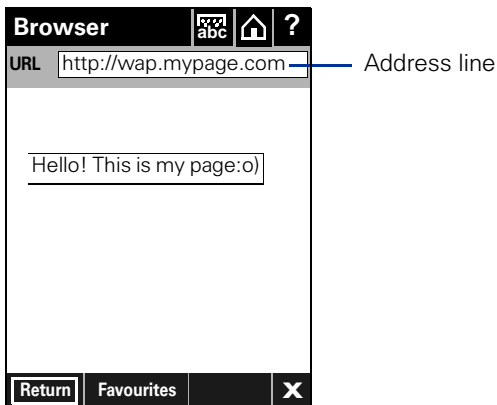 Browser abc ?
URL http://wap.mypage.com Address line
Hello! This is my page:o)
Return Favourites X